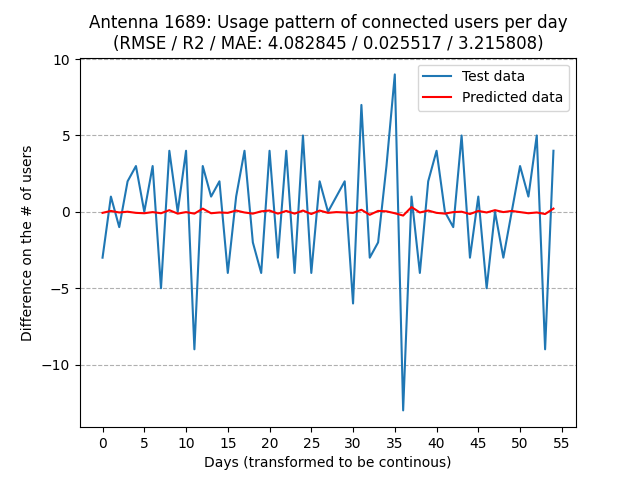 Antenna 1689: Usage pattern of connected users per day
(RMSE / R2 / MAE: 4.082845 / 0.025517 / 3.215808)
Test data
Predicted data
Difference on the # of users
10
5
0
−5
−10
0 5 10 15 20 25 30 35 40 45 50 55
Days (transformed to be continous)